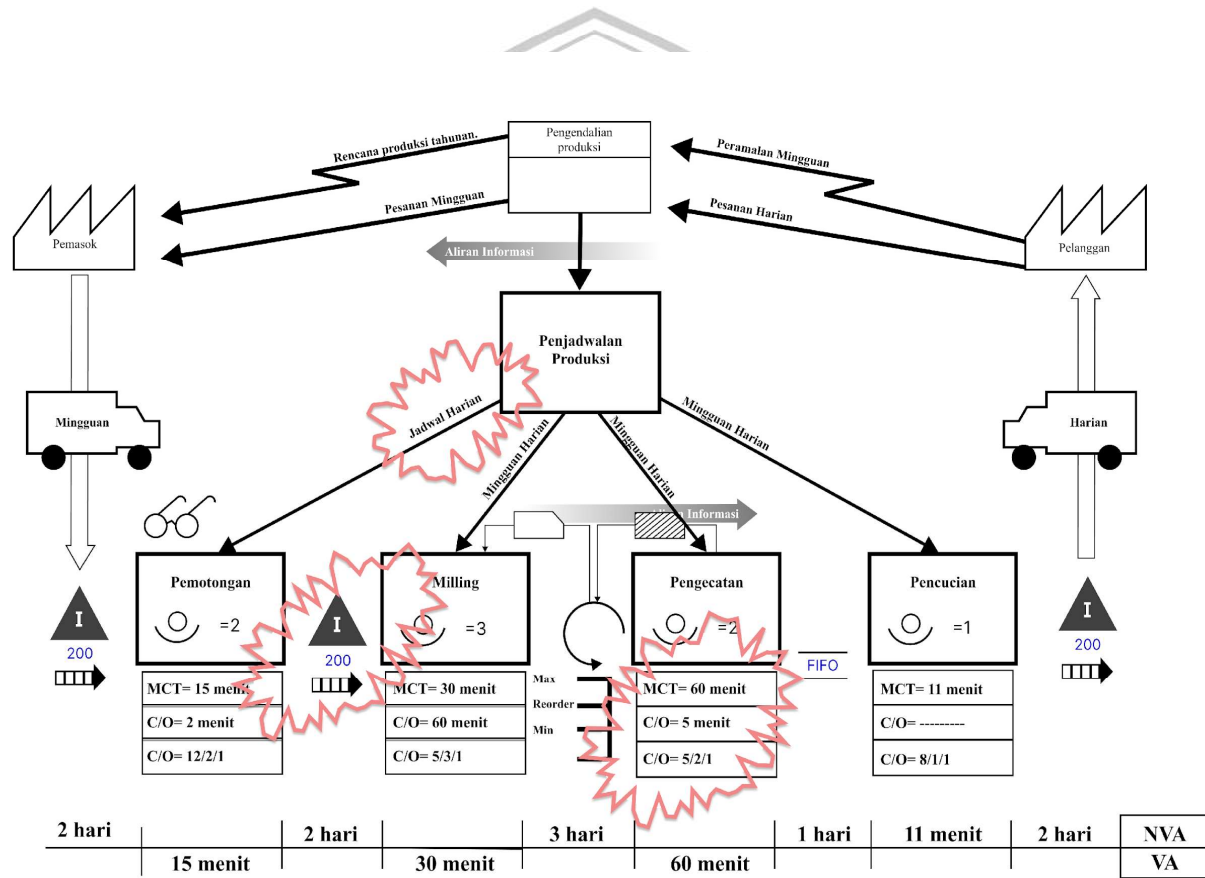 Pengendalian
produksi
Rencana produksi tahunan.
Pesanan Mingguan
Peramalan Mingguan
Pesanan Harian
Pemasok
Pelanggan
Aliran Informasi
Penjadwalan
Produksi
Mingguan
Harian
Jadwal Harian
Mingguan Harian
Mingguan Harian
Mingguan Harian
Informasi
Pemotongan
=2
Milling
=3
Pengecatan
=2
Pencucian
=1
I
200
I
200
I
200
FIFO
Max
Reorder
Min
MCT= 15 menit
C/O= 2 menit
C/O= 12/2/1
MCT= 30 menit
C/O= 60 menit
C/O= 5/3/1
MCT= 60 menit
C/O= 5 menit
C/O= 5/2/1
MCT= 11 menit
C/O= ---------
C/O= 8/1/1
2 hari 2 hari 3 hari 1 hari 11 menit 2 hari NVA
15 menit 30 menit 60 menit VA